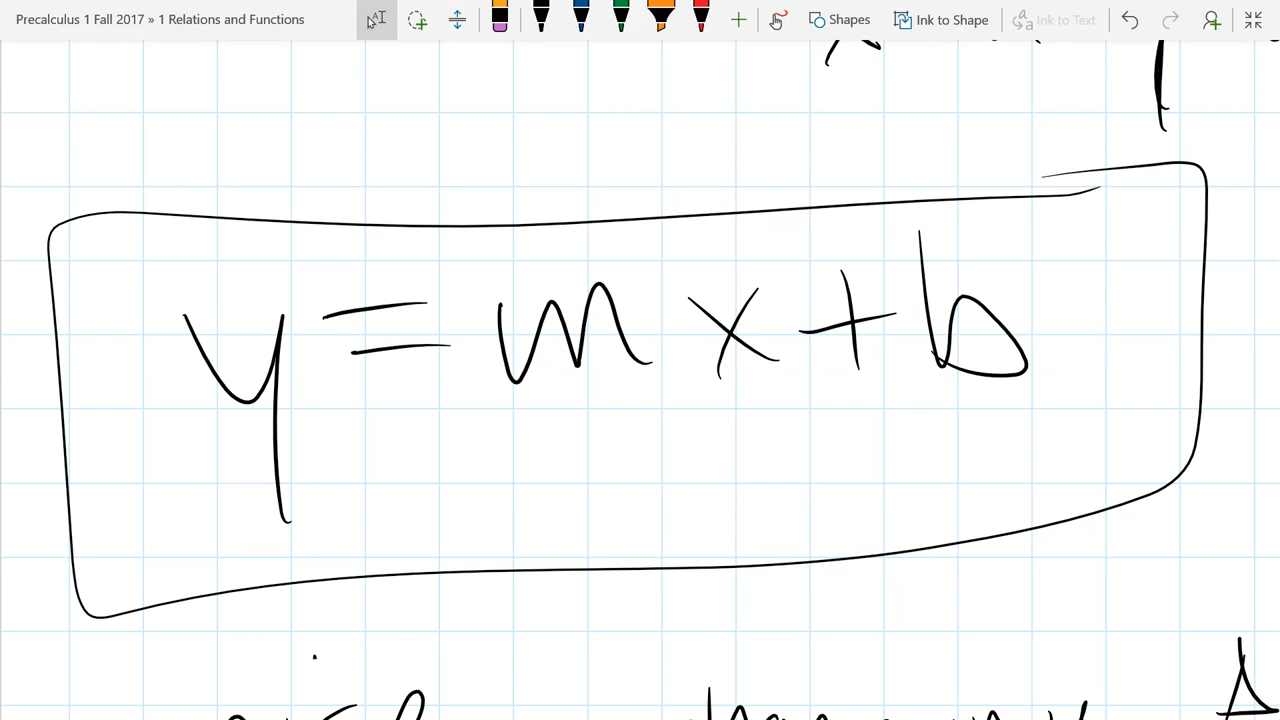 Precalculus 1 Fall 2017 » 1 Relations and Functions Shapes Ink to Shape Ink to Text
y = mx + b